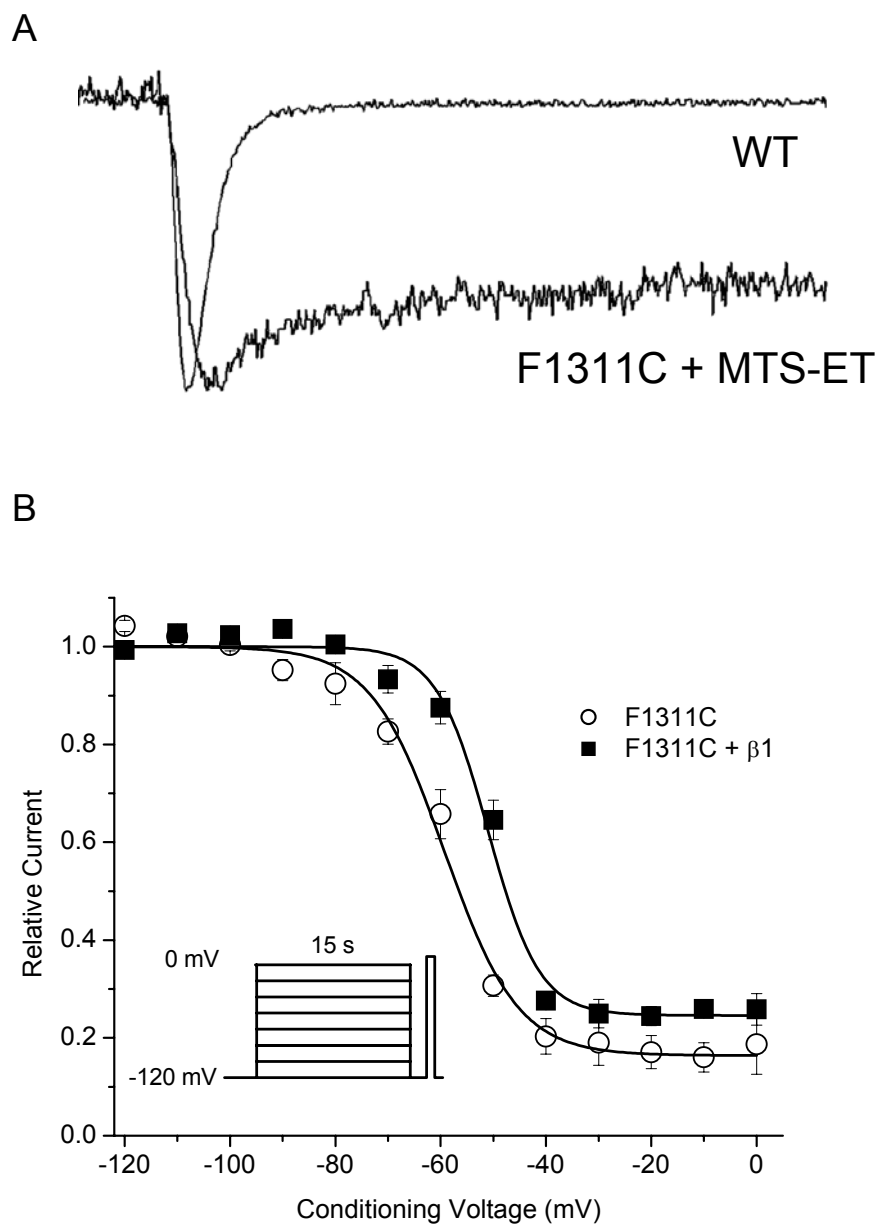 A
WT
F1311C + MTS-ET
B
1.0
0.8
0.6
0.4
0.2
0.0
Relative Current
F1311C
F1311C + β1
0 mV
15 s
-120 mV
-120
-100
-80
-60
-40
-20
0
Conditioning Voltage (mV)